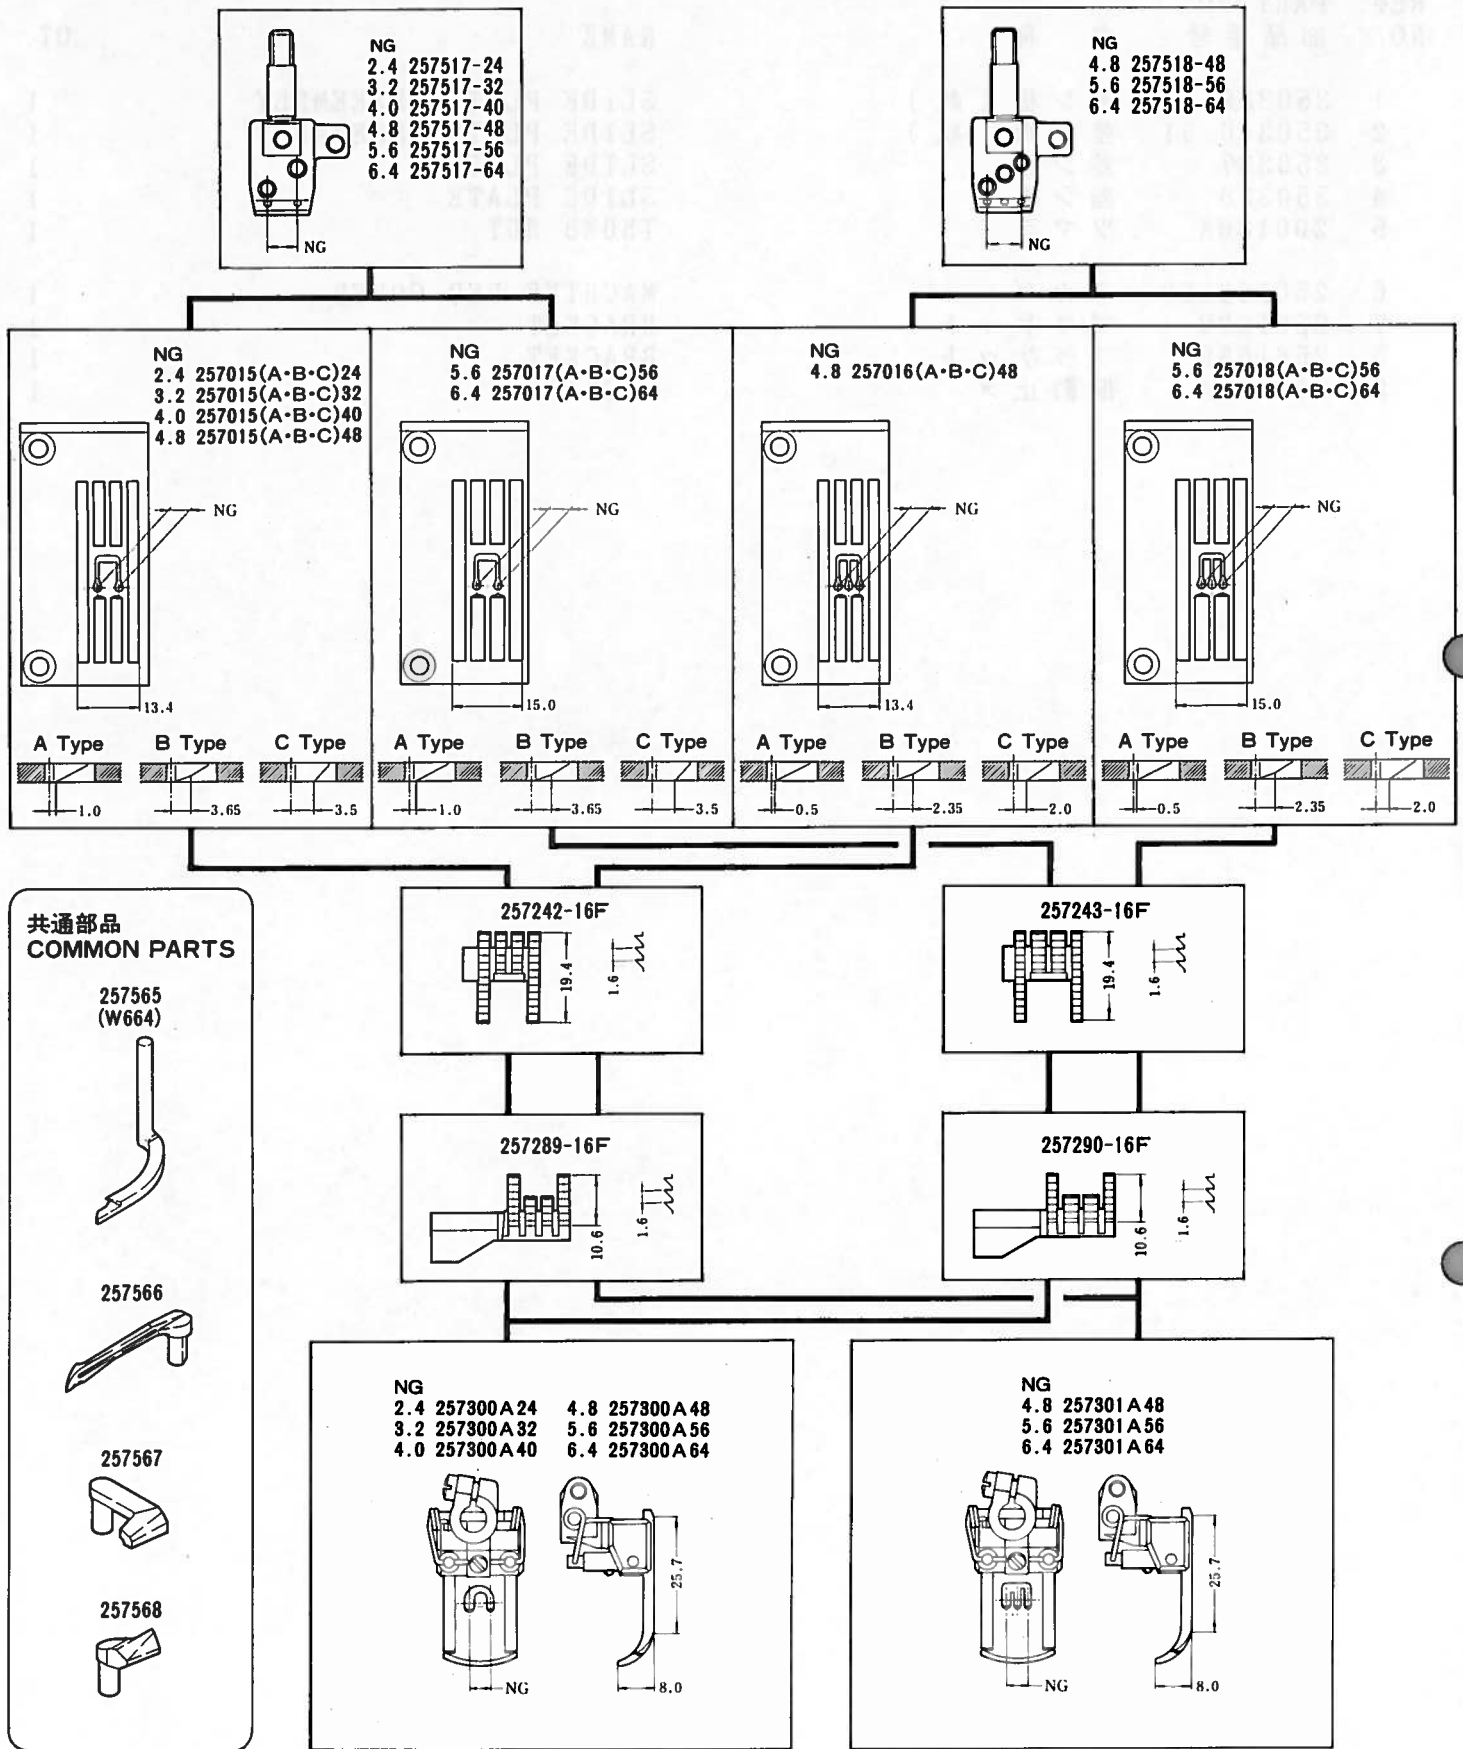 NG
2.4 257517-24
3.2 257517-32
4.0 257517-40
4.8 257517-48
5.6 257517-56
6.4 257517-64
NG
NG
4.8 257518-48
5.6 257518-56
6.4 257518-64
NG
NG
2.4 257015(A・B・C)24
3.2 257015(A・B・C)32
4.0 257015(A・B・C)40
4.8 257015(A・B・C)48
NG
13.4
A Type B Type C Type
1.0 3.65 3.5
NG
5.6 257017(A・B・C)56
6.4 257017(A・B・C)64
NG
15.0
A Type B Type C Type
1.0 3.65 3.5
NG
4.8 257016(A・B・C)48
NG
13.4
A Type B Type C Type
0.5 2.35 2.0
NG
5.6 257018(A・B・C)56
6.4 257018(A・B・C)64
NG
15.0
A Type B Type C Type
0.5 2.35 2.0
共通部品
COMMON PARTS
257565
(W664)
257566
257567
257568
257242-16F
19.4
1.6
257243-16F
19.4
1.6
257289-16F
10.6
1.6
257290-16F
10.6
1.6
NG
2.4 257300A24 4.8 257300A48
3.2 257300A32 5.6 257300A56
4.0 257300A40 6.4 257300A64
25.7
NG
8.0
NG
4.8 257301A48
5.6 257301A56
6.4 257301A64
25.7
NG
8.0